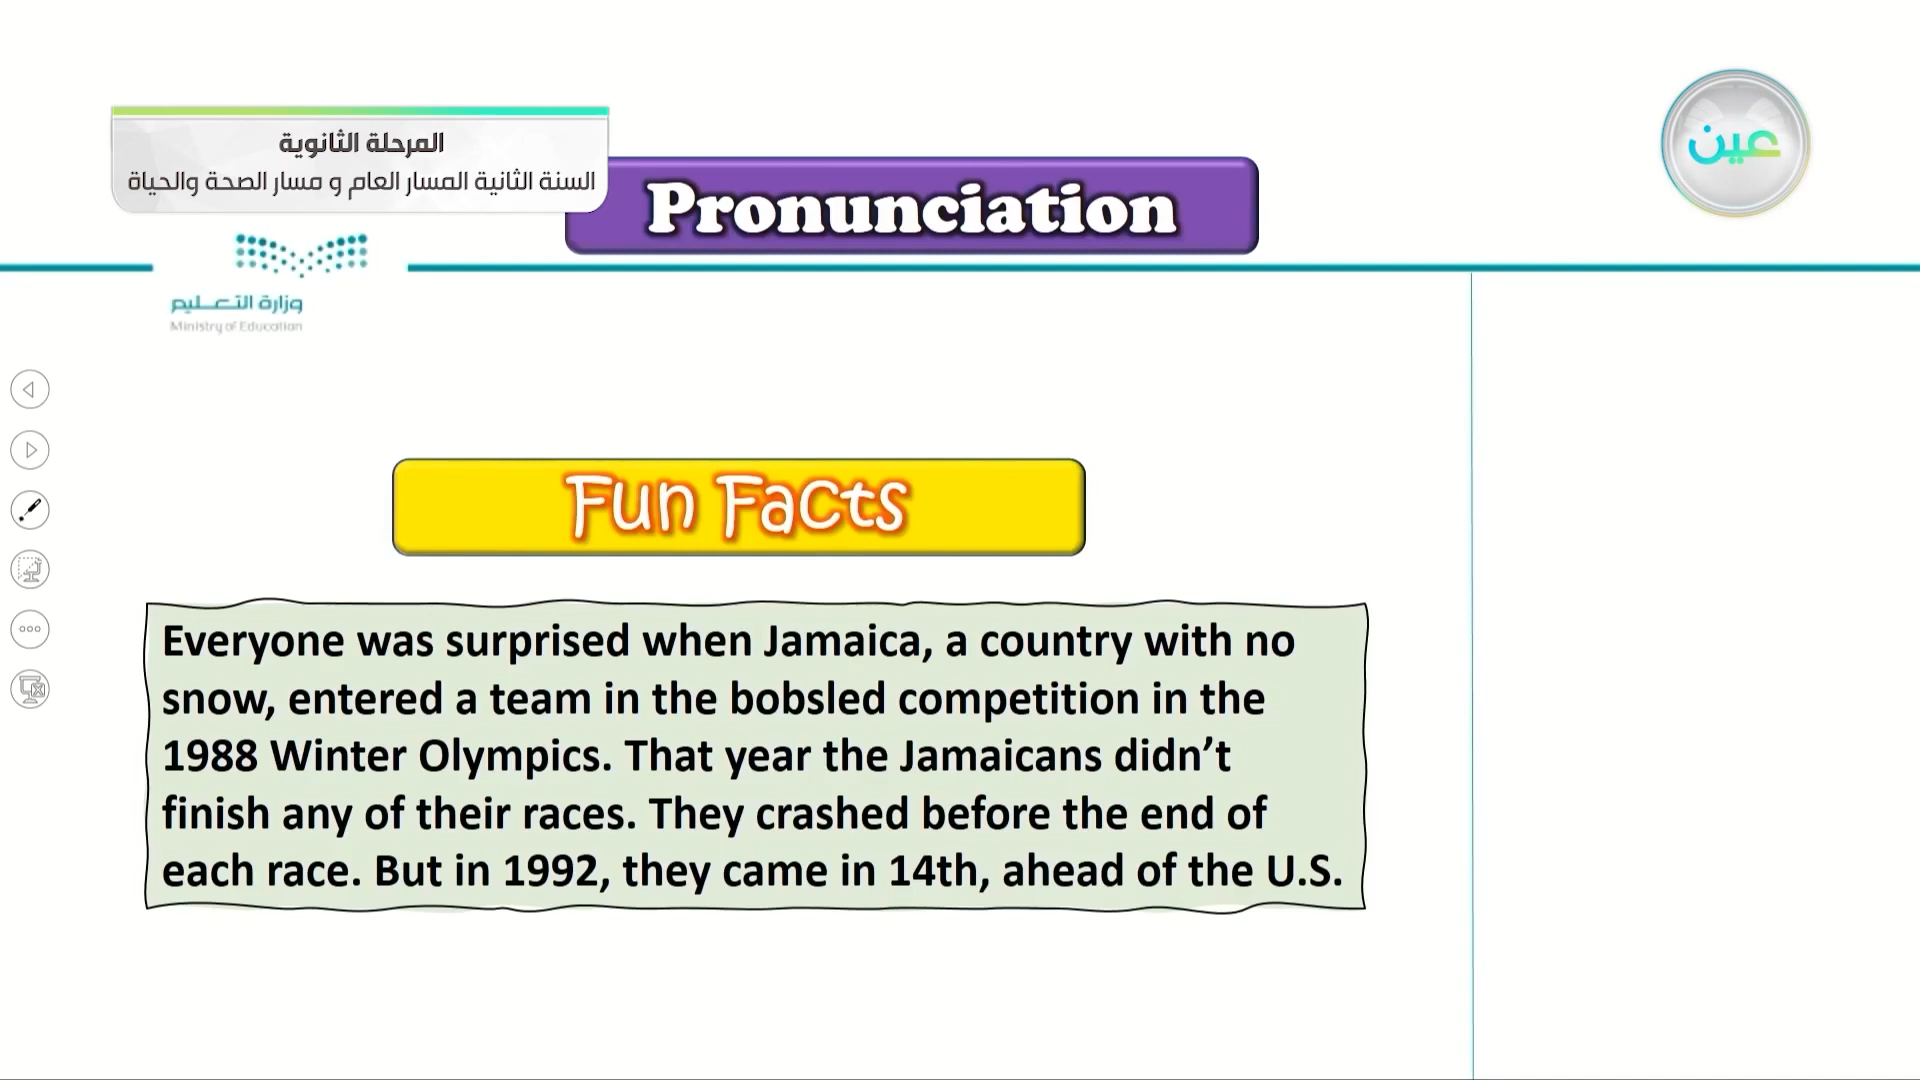 المرحلة الثانوية
السنة الثانية المسار العام و مسار الصحة والحياة
Pronunciation
عين
وزارة التعليم
Ministry of Education
Fun Facts
Everyone was surprised when Jamaica, a country with no
snow, entered a team in the bobsled competition in the
1988 Winter Olympics. That year the Jamaicans didn’t
finish any of their races. They crashed before the end of
each race. But in 1992, they came in 14th, ahead of the U.S.